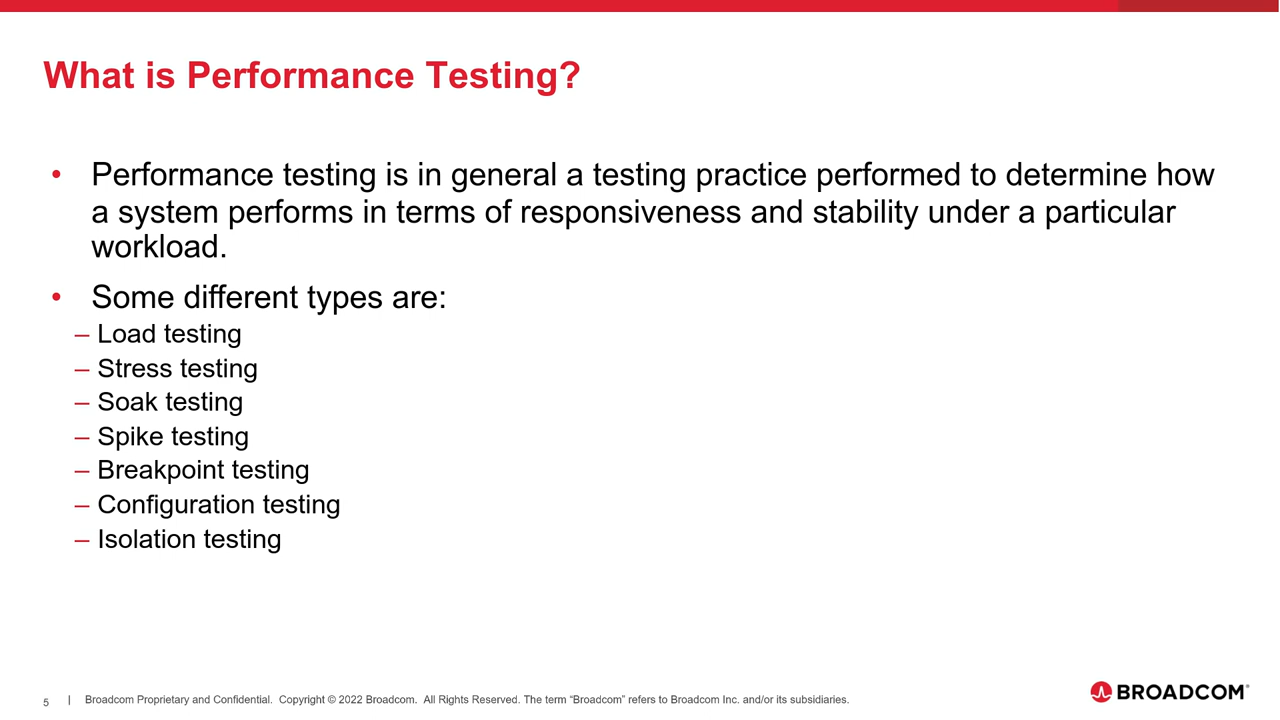 What is Performance Testing?
• Performance testing is in general a testing practice performed to determine how
a system performs in terms of responsiveness and stability under a particular
workload.
• Some different types are:
– Load testing
– Stress testing
– Soak testing
– Spike testing
– Breakpoint testing
– Configuration testing
– Isolation testing
5 | Broadcom Proprietary and Confidential. Copyright © 2022 Broadcom. All Rights Reserved. The term “Broadcom” refers to Broadcom Inc. and/or its subsidiaries.
BROADCOM®